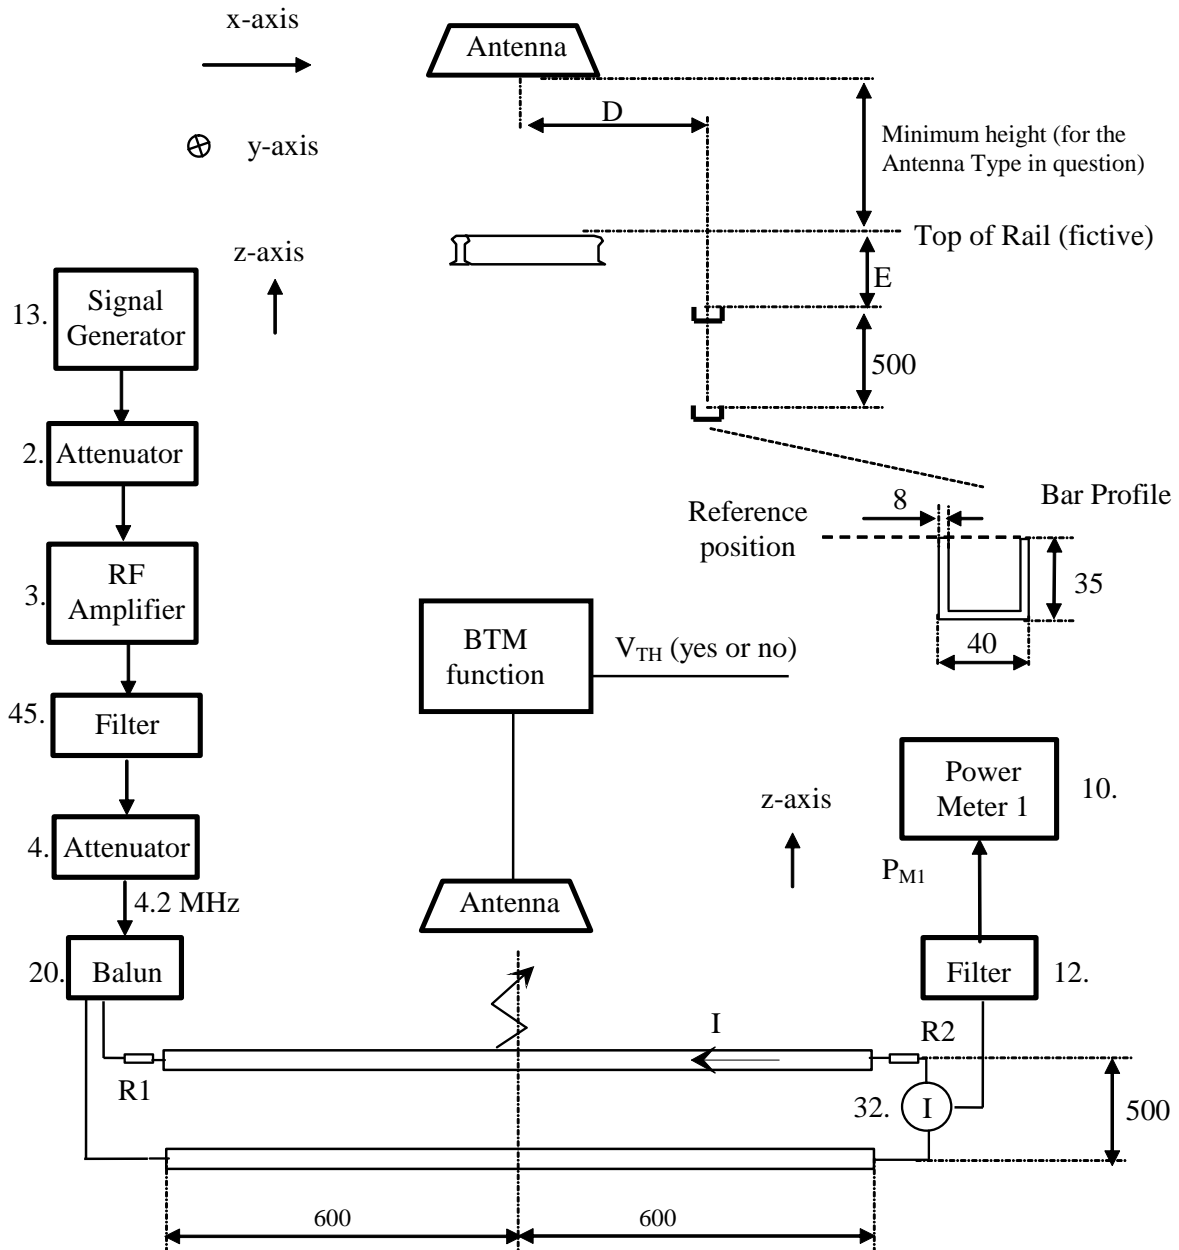 x-axis
Antenna
D
y-axis
Minimum height (for the
Antenna Type in question)
z-axis
Top of Rail (fictive)
E
13.
Signal
Generator
500
2.
Attenuator
8
Bar Profile
Reference
position
3.
RF
Amplifier
35
40
BTM
function
V_TH (yes or no)
45.
Filter
Power
Meter 1
10.
z-axis
4.
Attenuator
P_M1
4.2 MHz
Antenna
20.
Balun
Filter
12.
I
R2
R1
32.
I
500
600
600